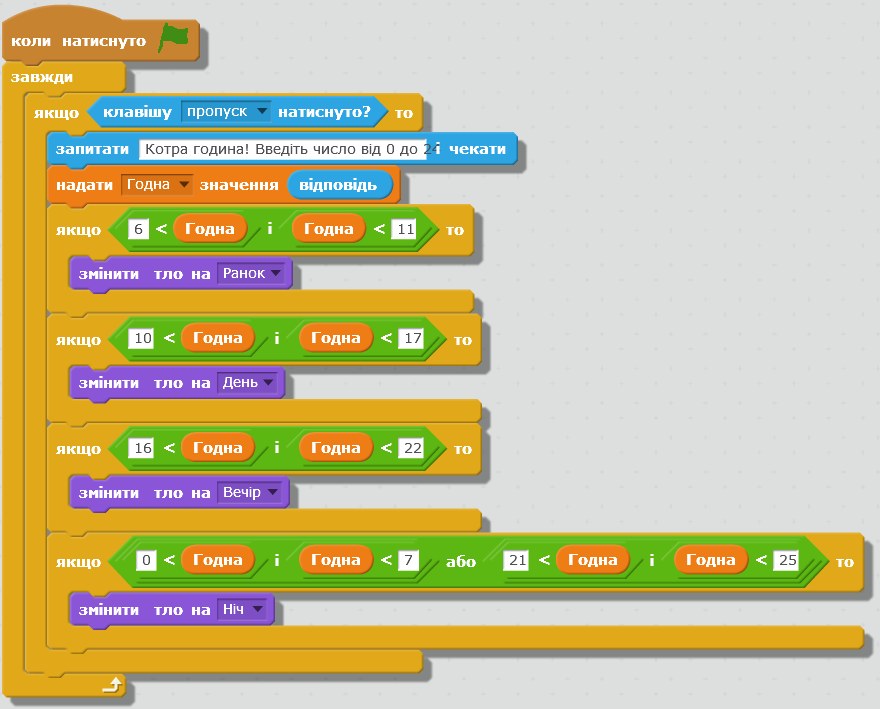 коли натиснуто
завжди
якщо клавішу пропуск натиснуто? то
запитати Котра година! Введіть число від 0 до 24 і чекати
надати Годна значення відповідь
якщо 6 < Годна і Годна < 11 то
змінити тло на Ранок
якщо 10 < Годна і Годна < 17 то
змінити тло на День
якщо 16 < Годна і Годна < 22 то
змінити тло на Вечір
якщо 0 < Годна і Годна < 7 або 21 < Годна і Годна < 25 то
змінити тло на Ніч